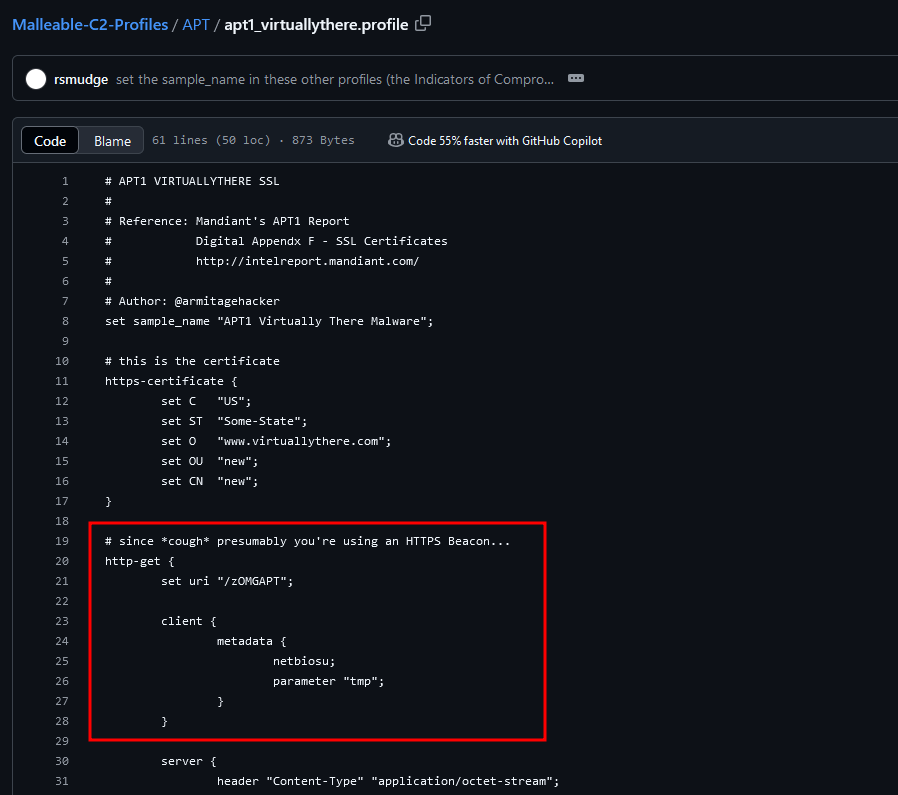 Malleable-C2-Profiles / APT / apt1_virtuallythere.profile
rsmudge set the sample_name in these other profiles (the Indicators of Compro...
Code Blame 61 lines (50 loc) · 873 Bytes Code 55% faster with GitHub Copilot
1 # APT1 VIRTUALLYTHERE SSL
2 #
3 # Reference: Mandiant's APT1 Report
4 # Digital Appendx F - SSL Certificates
5 # http://intelreport.mandiant.com/
6 #
7 # Author: @armitagehacker
8 set sample_name "APT1 Virtually There Malware";
9
10 # this is the certificate
11 https-certificate {
12 set C "US";
13 set ST "Some-State";
14 set O "www.virtuallythere.com";
15 set OU "new";
16 set CN "new";
17 }
18
19 # since *cough* presumably you're using an HTTPS Beacon...
20 http-get {
21 set uri "/zOMGAPT";
22
23 client {
24 metadata {
25 netbiosu;
26 parameter "tmp";
27 }
28 }
29
30 server {
31 header "Content-Type" "application/octet-stream";